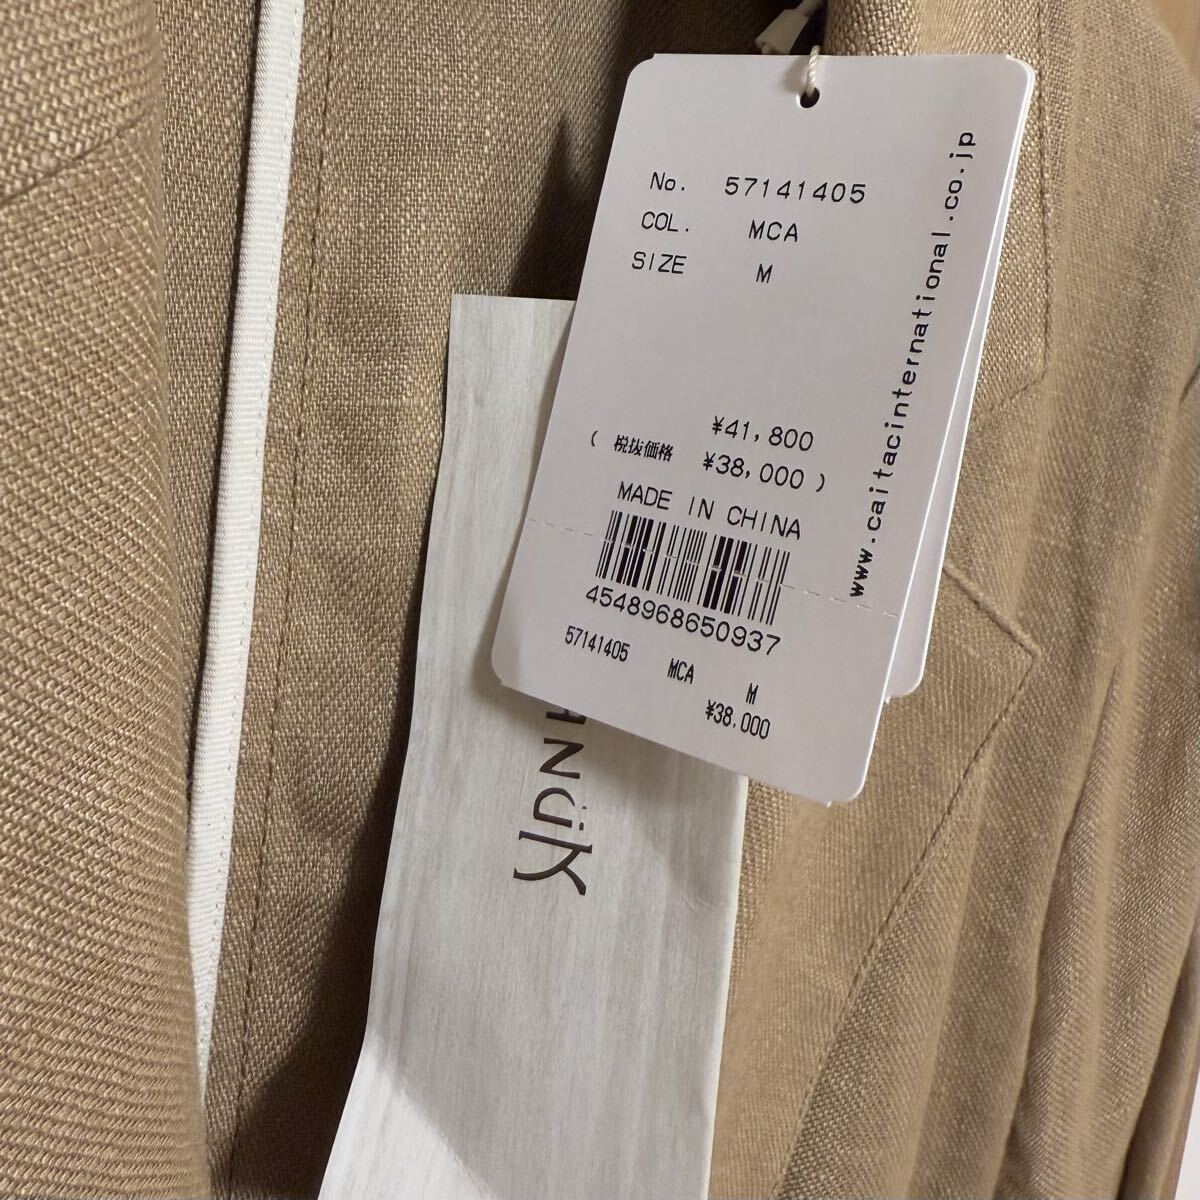 No. 57141405
COL. MCA
SIZE M
¥41,800
( 税抜価格 ¥38,000 )
MADE IN CHINA
4548968650937
57141405 MCA M
¥38,000
www.caitacinternational.co.jp